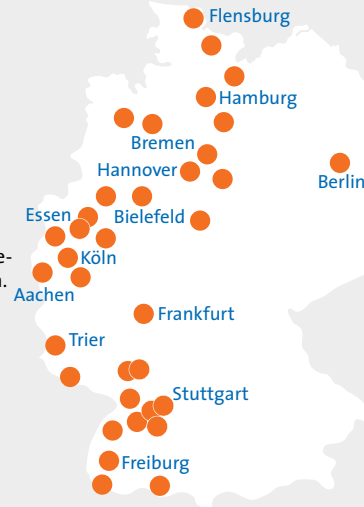 Flensburg
Hamburg
Bremen
Hannover
Berlin
Essen
Bielefeld
e-
Köln
.
Aachen
Frankfurt
Trier
Stuttgart
Freiburg